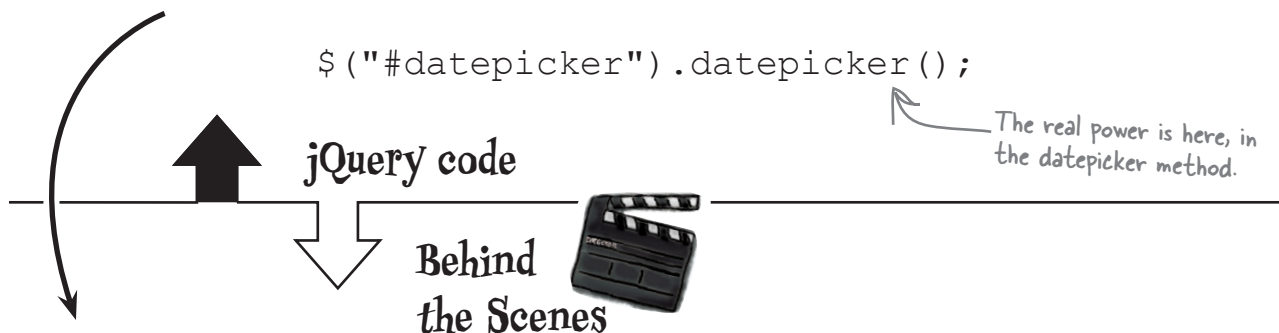 $("#datepicker").datepicker();
The real power is here, in
the datepicker method.
jQuery code
Behind
the Scenes